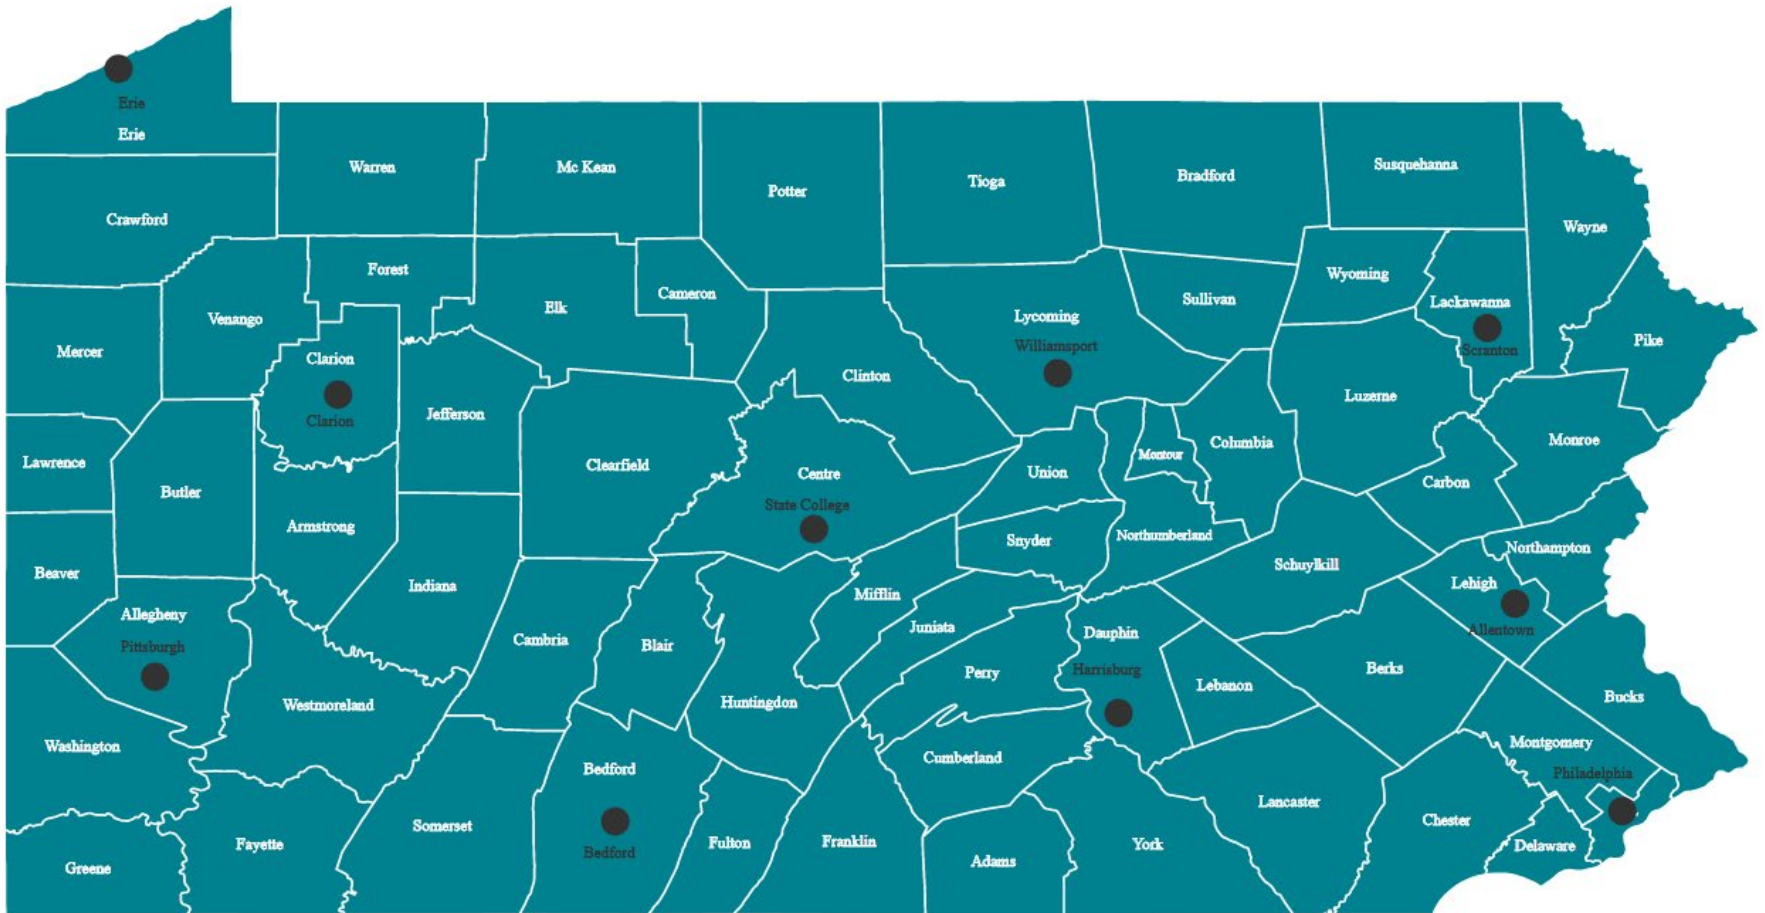 Erie
Erie
Warren
Mc Kean
Potter
Tioga
Bradford
Susquehanna
Crawford
Wayne
Forest
Wyoming
Cameron
Sullivan
Lackawanna
Elk
Venango
Lycoming
Williamsport
Scranton
Pike
Mercer
Clarion
Clarion
Clinton
Luzerne
Jefferson
Columbia
Monroe
Montour
Lawrence
Clearfield
Centre
State College
Union
Carbon
Butler
Armstrong
Snyder
Northumberland
Northampton
Schuylkill
Beaver
Indiana
Mifflin
Lehigh
Allentown
Allegheny
Pittsburgh
Cambria
Blair
Juniata
Dauphin
Harrisburg
Berks
Perry
Lebanon
Bucks
Westmoreland
Huntingdon
Washington
Montgomery
Philadelphia
Bedford
Bedford
Cumberland
Lancaster
Chester
Somerset
Fayette
Fulton
Franklin
York
Delaware
Adams
Greene